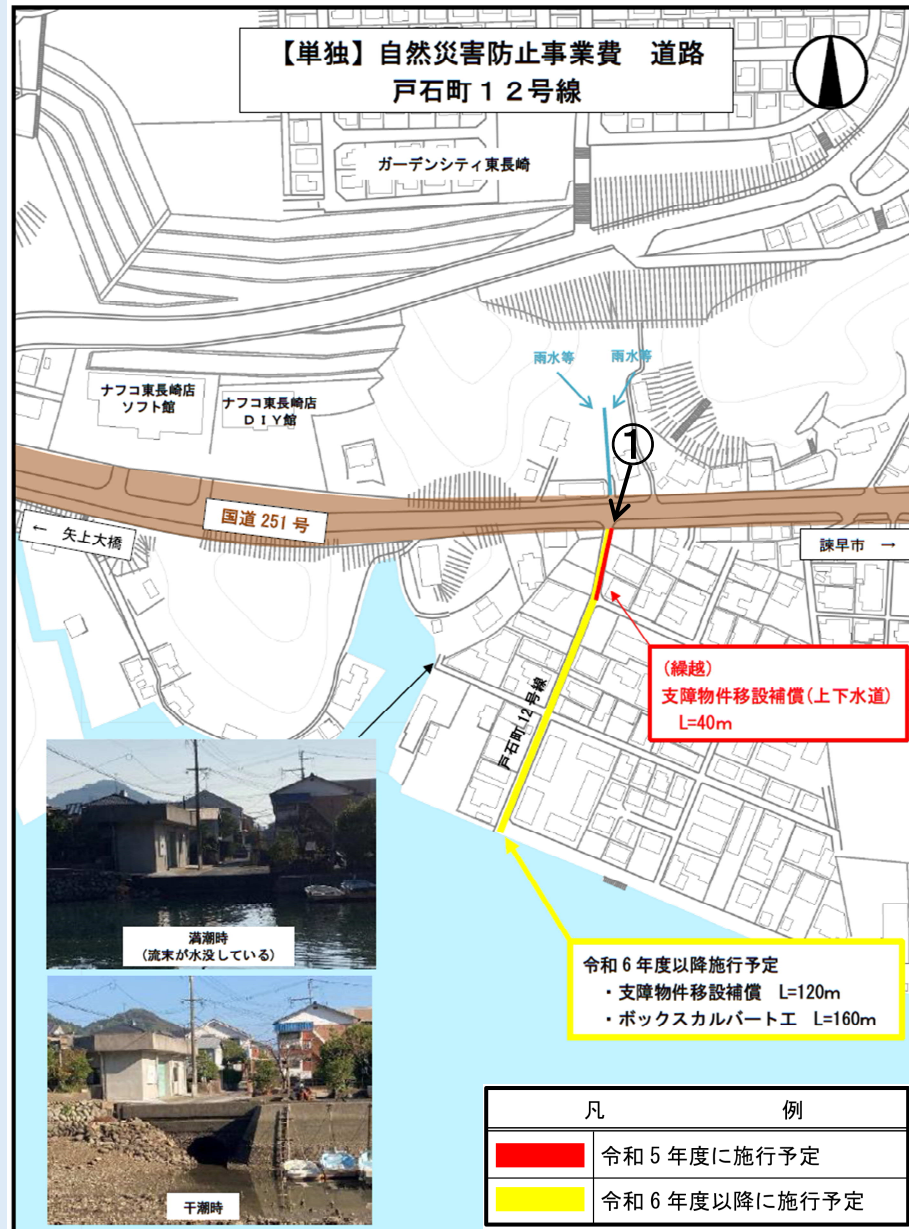 【単独】自然災害防止事業費　道路
戸石町１２号線
ガーデンシティ東長崎
雨水等
雨水等
ナフコ東長崎店
ソフト館
ナフコ東長崎店
ＤＩＹ館
①
国道 251 号
← 矢上大橋
諫早市 →
(繰越)
支障物件移設補償(上下水道)
L=40m
戸石町 12 号線
満潮時
(流末が水没している)
令和 6 年度以降施行予定
・支障物件移設補償 L=120m
・ボックスカルバート工 L=160m
干潮時
凡　例
令和 5 年度に施行予定
令和 6 年度以降に施行予定